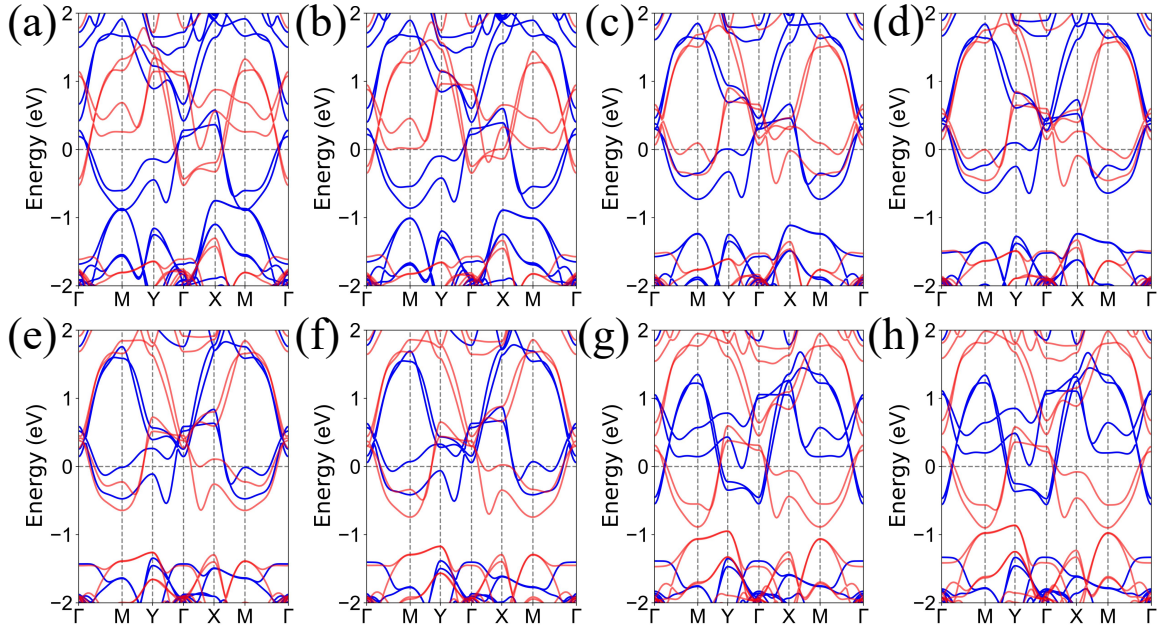 (a) (b) (c) (d)
2 2 2 2
1 1 1 1
0 0 0 0
−1 −1 −1 −1
−2 −2 −2 −2
Energy (eV) Energy (eV) Energy (eV) Energy (eV)
Γ M Y Γ X M Γ Γ M Y Γ X M Γ Γ M Y Γ X M Γ Γ M Y Γ X M Γ
(e) (f) (g) (h)
2 2 2 2
1 1 1 1
0 0 0 0
−1 −1 −1 −1
−2 −2 −2 −2
Energy (eV) Energy (eV) Energy (eV) Energy (eV)
Γ M Y Γ X M Γ Γ M Y Γ X M Γ Γ M Y Γ X M Γ Γ M Y Γ X M Γ